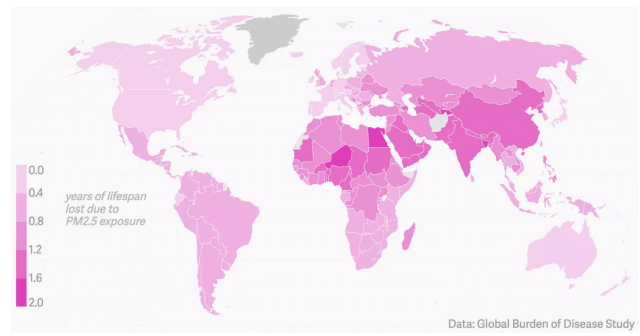 0.0
0.4
0.8
1.2
1.6
2.0
years of lifespan
lost due to
PM2.5 exposure
Data: Global Burden of Disease Study